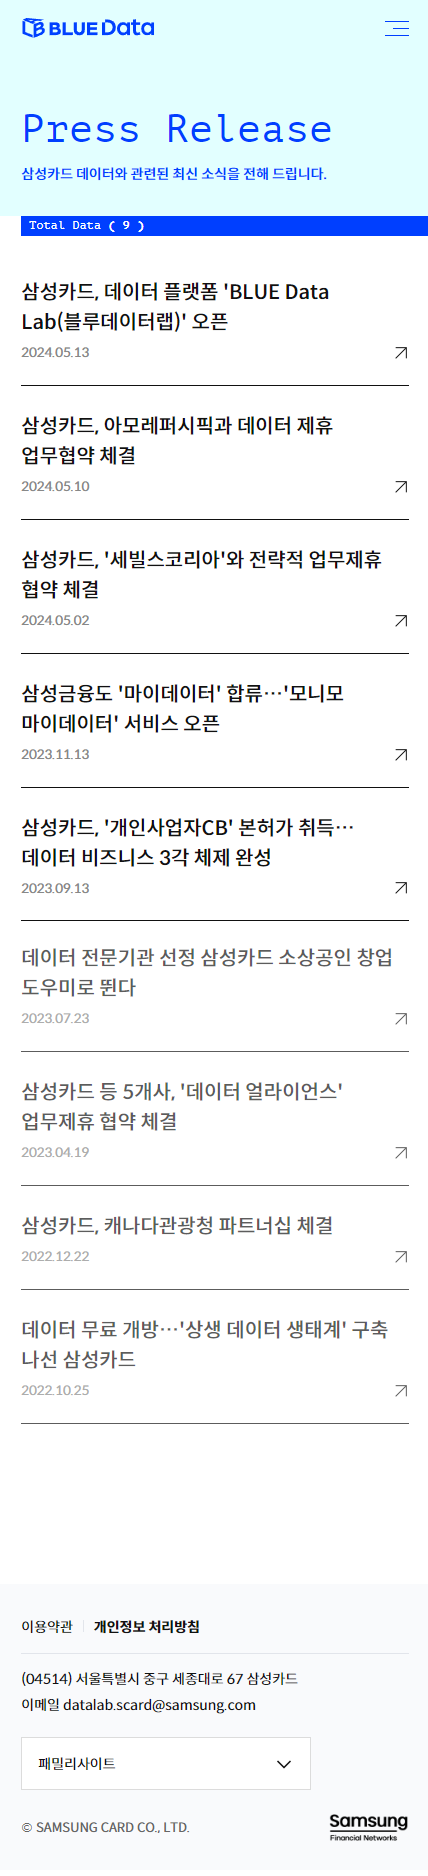 BLUE Data
Press Release
삼성카드 데이터와 관련된 최신 소식을 전해 드립니다.
Total Data ( 9 )
삼성카드, 데이터 플랫폼 'BLUE Data
Lab(블루데이터랩)' 오픈
2024.05.13
삼성카드, 아모레퍼시픽과 데이터 제휴
업무협약 체결
2024.05.10
삼성카드, '세빌스코리아'와 전략적 업무제휴
협약 체결
2024.05.02
삼성금융도 '마이데이터' 합류…'모니모
마이데이터' 서비스 오픈
2023.11.13
삼성카드, '개인사업자CB' 본허가 취득…
데이터 비즈니스 3각 체제 완성
2023.09.13
데이터 전문기관 선정 삼성카드 소상공인 창업
도우미로 뛴다
2023.07.23
삼성카드 등 5개사, '데이터 얼라이언스'
업무제휴 협약 체결
2023.04.19
삼성카드, 캐나다관광청 파트너십 체결
2022.12.22
데이터 무료 개방…'상생 데이터 생태계' 구축
나선 삼성카드
2022.10.25
이용약관 개인정보 처리방침
(04514) 서울특별시 중구 세종대로 67 삼성카드
이메일 datalab.scard@samsung.com
패밀리사이트
© SAMSUNG CARD CO., LTD.
Samsung
Financial Networks